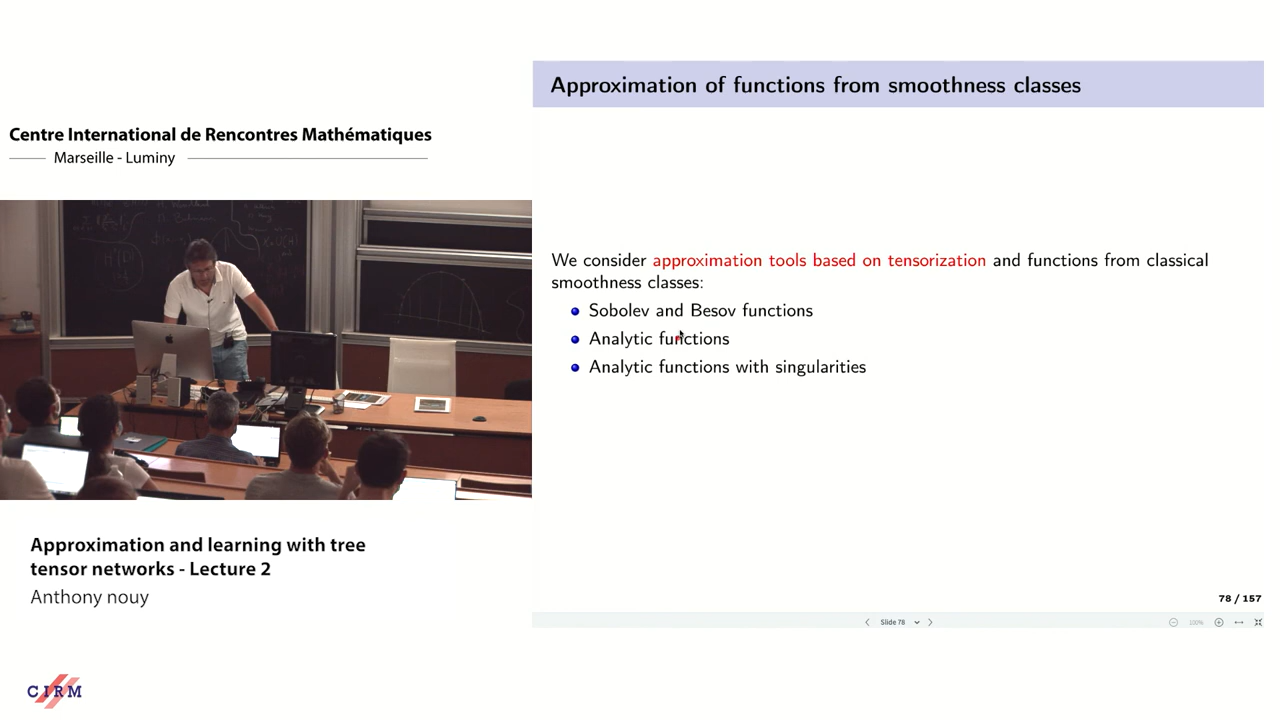 Centre International de Rencontres Mathématiques
Marseille - Luminy
Approximation and learning with tree
tensor networks - Lecture 2
Anthony nouy
CIRM
Approximation of functions from smoothness classes
We consider approximation tools based on tensorization and functions from classical
smoothness classes:
Sobolev and Besov functions
Analytic functions
Analytic functions with singularities
78 / 157
Slide 78
100%